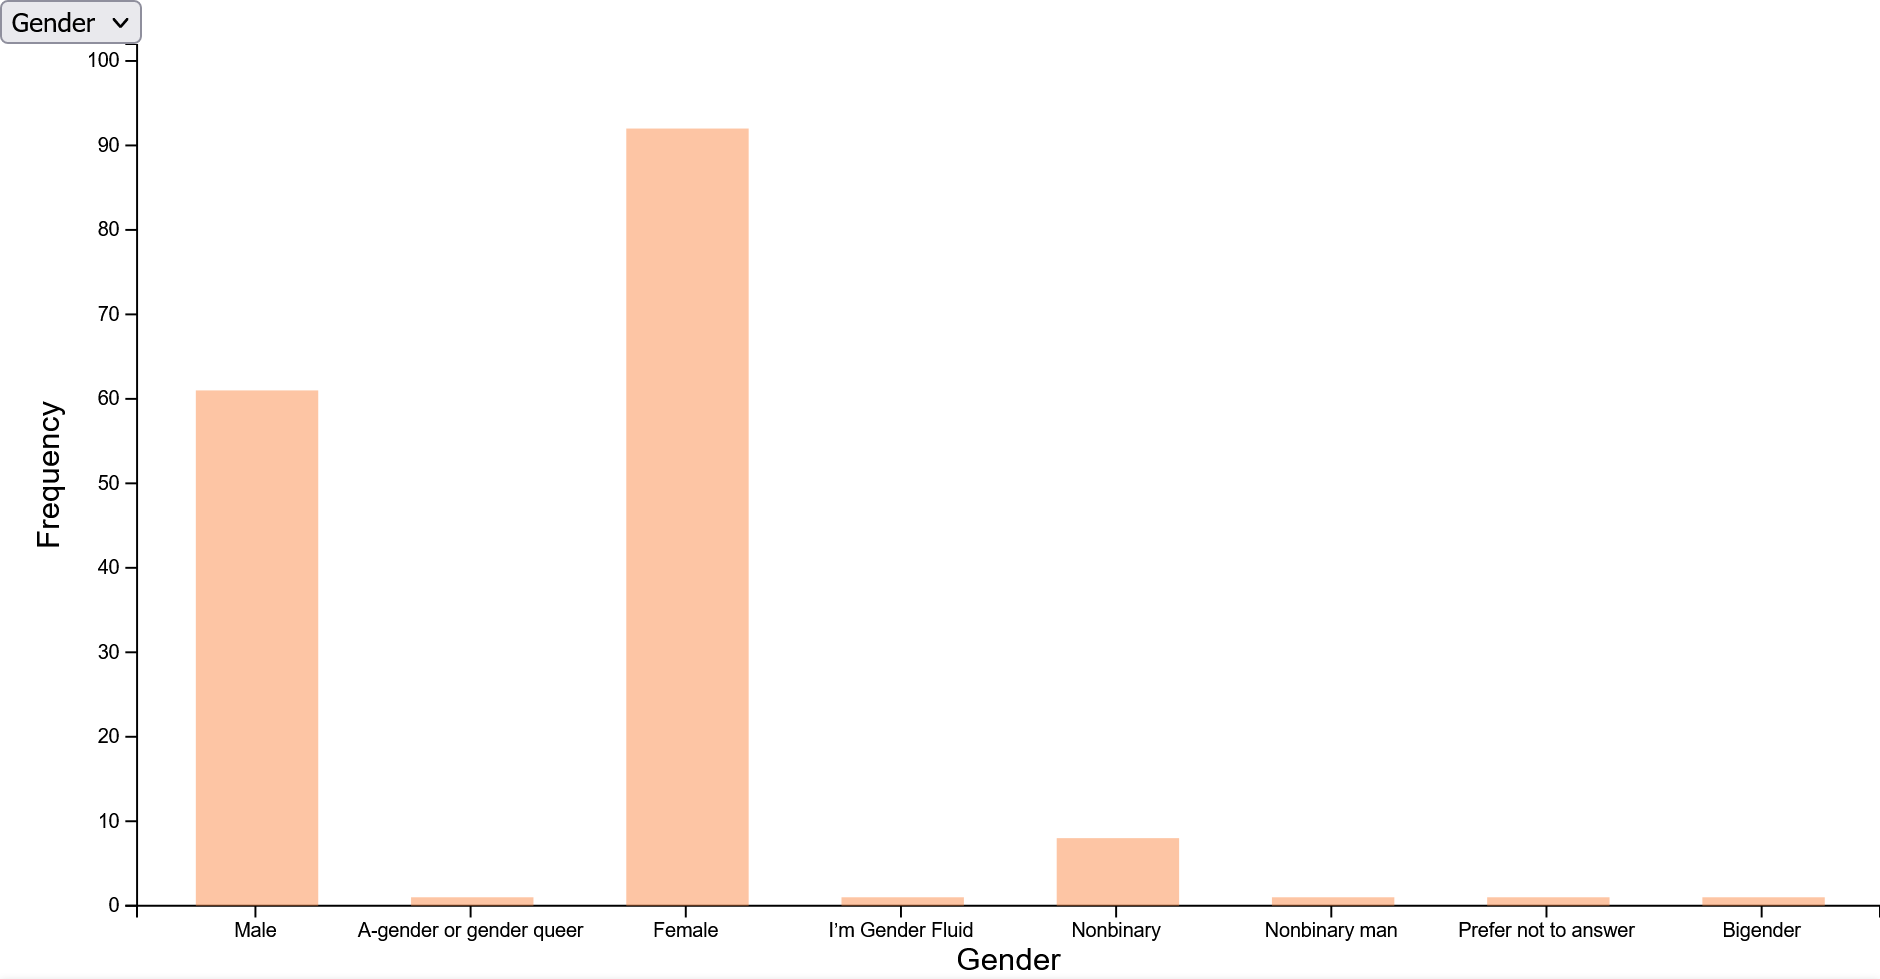 Gender
100
90
80
70
60
50
40
30
20
10
0
Frequency
Male
A-gender or gender queer
Female
I’m Gender Fluid
Nonbinary
Nonbinary man
Prefer not to answer
Bigender
Gender